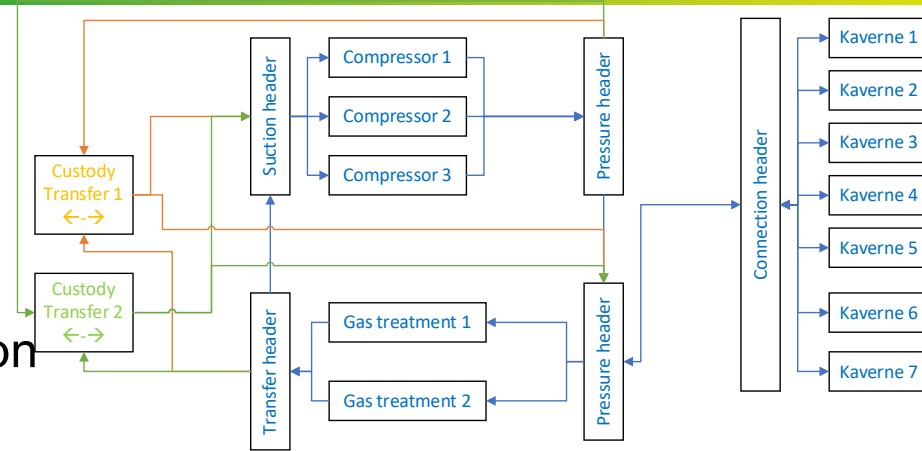 Custody
Transfer 1
←-→
Custody
Transfer 2
←-→
on
Suction header
Compressor 1
Compressor 2
Compressor 3
Pressure header
Transfer header
Gas treatment 1
Gas treatment 2
Pressure header
Connection header
Kaverne 1
Kaverne 2
Kaverne 3
Kaverne 4
Kaverne 5
Kaverne 6
Kaverne 7